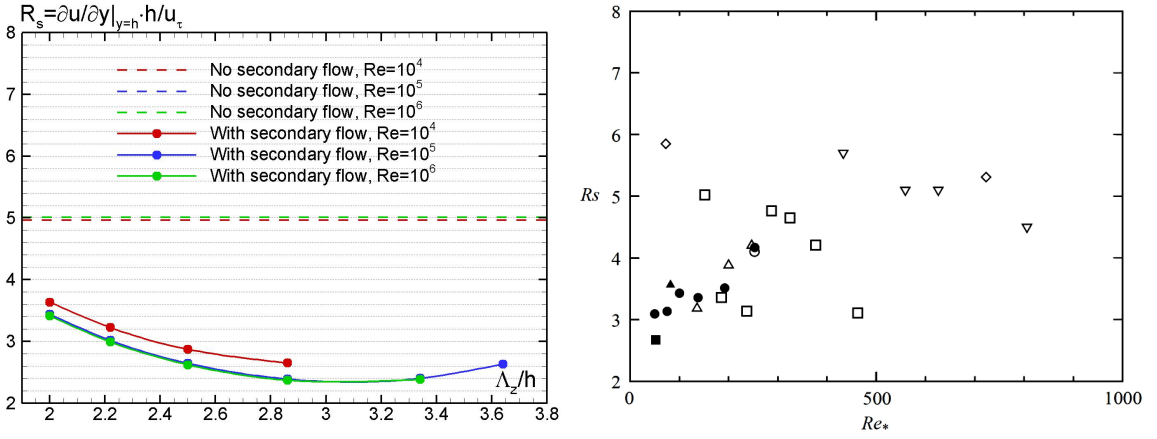 R_s=∂u/∂y|_{y=h}·h/u_τ
8
7
6
5
4
3
2
No secondary flow, Re=10^4
No secondary flow, Re=10^5
No secondary flow, Re=10^6
With secondary flow, Re=10^4
With secondary flow, Re=10^5
With secondary flow, Re=10^6
Λ_z/h
2 2.2 2.4 2.6 2.8 3 3.2 3.4 3.6 3.8
8
7
6
5
4
3
2
Rs
0 500 1000
Re_*